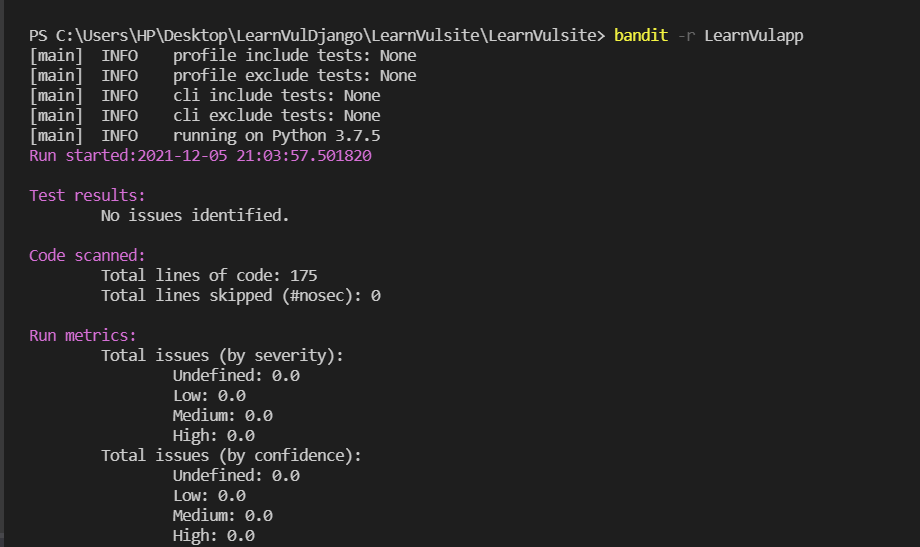 PS C:\Users\HP\Desktop\LearnVulDjango\LearnVulsite\LearnVulsite> bandit -r LearnVulapp
[main]  INFO    profile include tests: None
[main]  INFO    profile exclude tests: None
[main]  INFO    cli include tests: None
[main]  INFO    cli exclude tests: None
[main]  INFO    running on Python 3.7.5
Run started:2021-12-05 21:03:57.501820
Test results:
No issues identified.
Code scanned:
Total lines of code: 175
Total lines skipped (#nosec): 0
Run metrics:
Total issues (by severity):
Undefined: 0.0
Low: 0.0
Medium: 0.0
High: 0.0
Total issues (by confidence):
Undefined: 0.0
Low: 0.0
Medium: 0.0
High: 0.0